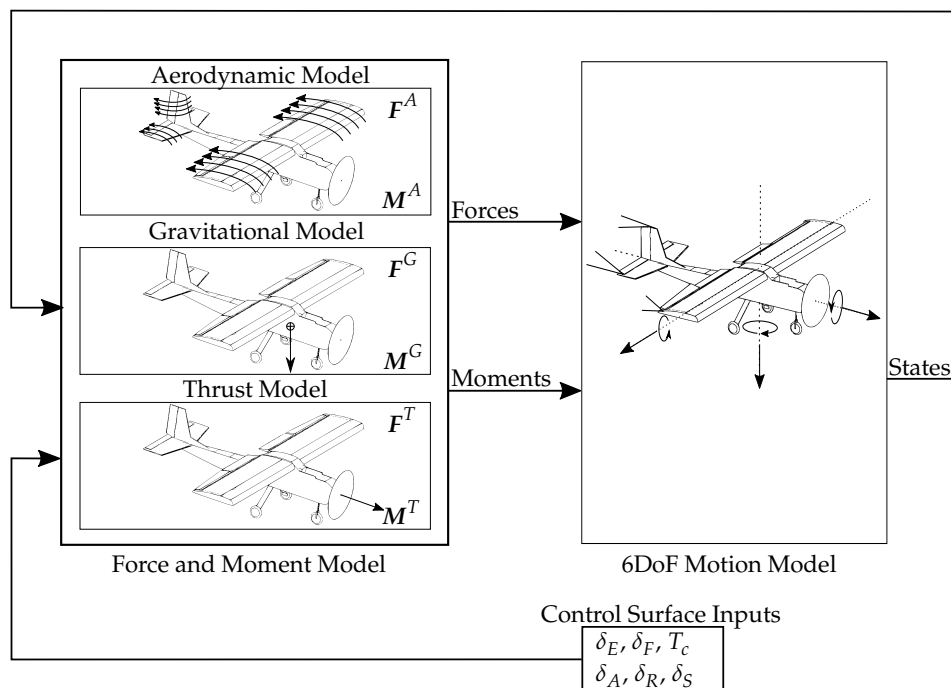 Aerodynamic Model
F^A
M^A
Gravitational Model
F^G
M^G
Thrust Model
F^T
M^T
Force and Moment Model
Forces
Moments
6DoF Motion Model
States
Control Surface Inputs
δ_E, δ_F, T_c
δ_A, δ_R, δ_S